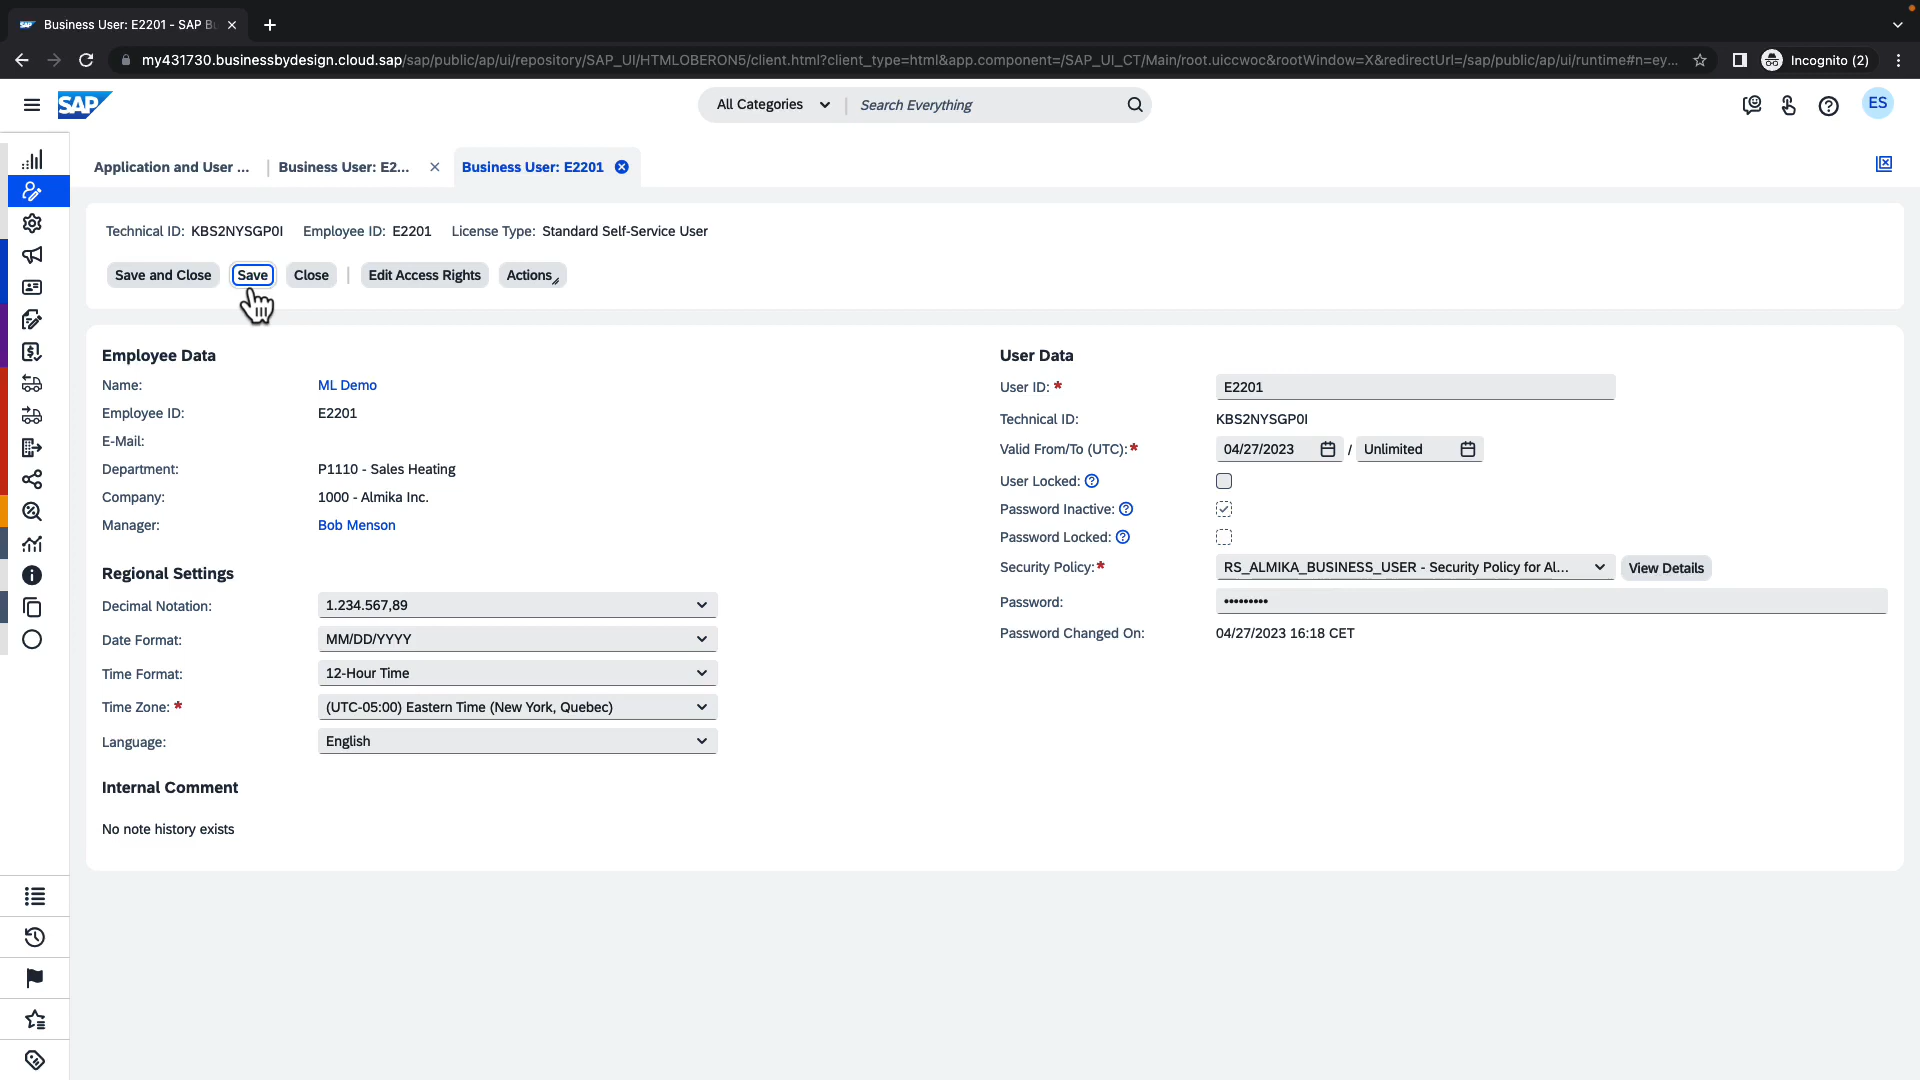 Business User: E2201 - SAP Bu
my431730.businessbydesign.cloud.sap/sap/public/ap/ui/repository/SAP_UI/HTMLOBERON5/client.html?client_type=html&app.component=/SAP_UI_CT/Main/root.uiccwoc&rootWindow=X&redirectUrl=/sap/public/ap/ui/runtime#n=ey...
Incognito (2)
SAP
All Categories
Search Everything
ES
Application and User ...
Business User: E2...
Business User: E2201
Technical ID: KBS2NYSGP0I Employee ID: E2201 License Type: Standard Self-Service User
Save and Close Save Close Edit Access Rights Actions
Employee Data
Name: ML Demo
Employee ID: E2201
E-Mail:
Department: P1110 - Sales Heating
Company: 1000 - Almika Inc.
Manager: Bob Menson
Regional Settings
Decimal Notation: 1.234.567,89
Date Format: MM/DD/YYYY
Time Format: 12-Hour Time
Time Zone: * (UTC-05:00) Eastern Time (New York, Quebec)
Language: English
Internal Comment
No note history exists
User Data
User ID: * E2201
Technical ID: KBS2NYSGP0I
Valid From/To (UTC): * 04/27/2023 / Unlimited
User Locked:
Password Inactive:
Password Locked:
Security Policy: * RS_ALMIKA_BUSINESS_USER - Security Policy for Al... View Details
Password: •••••••••
Password Changed On: 04/27/2023 16:18 CET